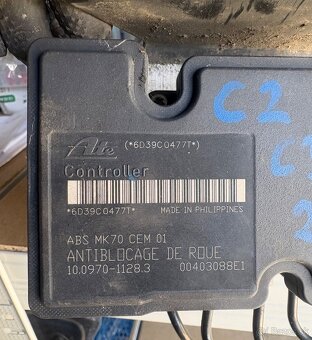 Ate (*6D39C0477T*)
Controller
*6D39C0477T* MADE IN PHILIPPINES
ABS MK70 CEM 01
ANTIBLOCAGE DE ROUE
10.0970-1128.3 00403088E1
C2
C
2